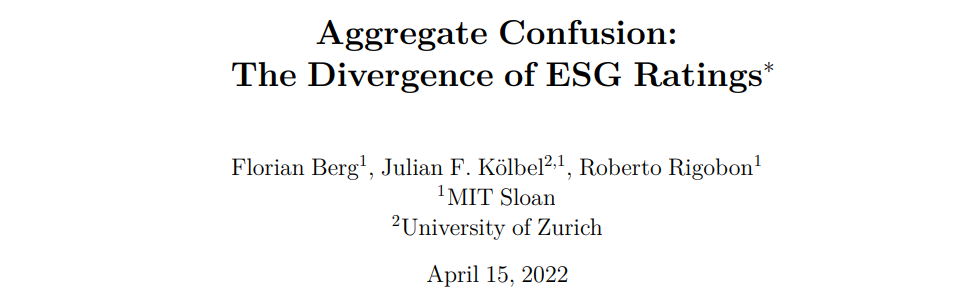 Aggregate Confusion:
The Divergence of ESG Ratings*
Florian Berg¹, Julian F. Kölbel²,¹, Roberto Rigobon¹
¹MIT Sloan
²University of Zurich
April 15, 2022